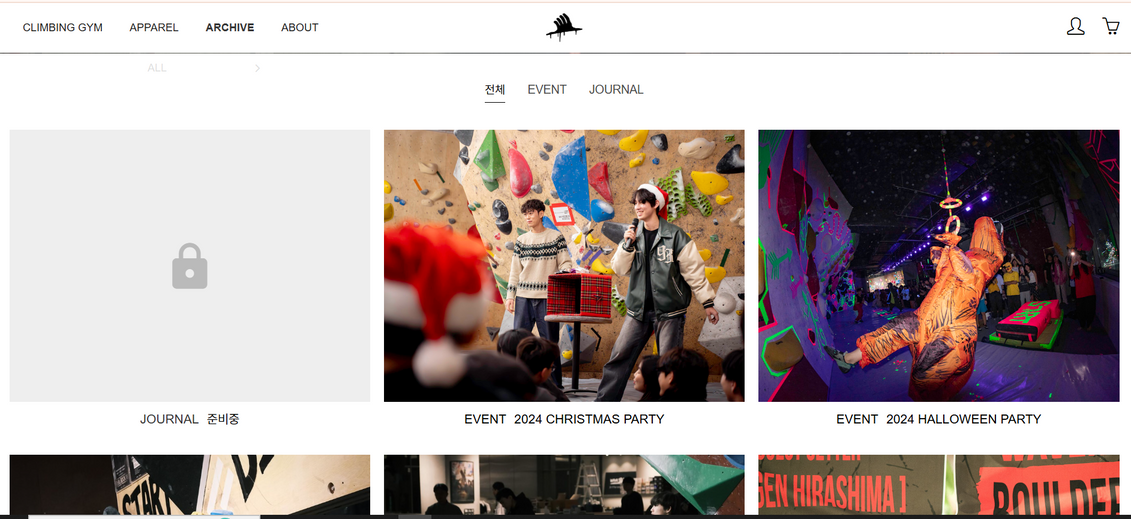 CLIMBING GYM APPAREL ARCHIVE ABOUT
ALL
전체 EVENT JOURNAL
JOURNAL 준비중
EVENT 2024 CHRISTMAS PARTY
EVENT 2024 HALLOWEEN PARTY
GEN HIRASHIMA ]